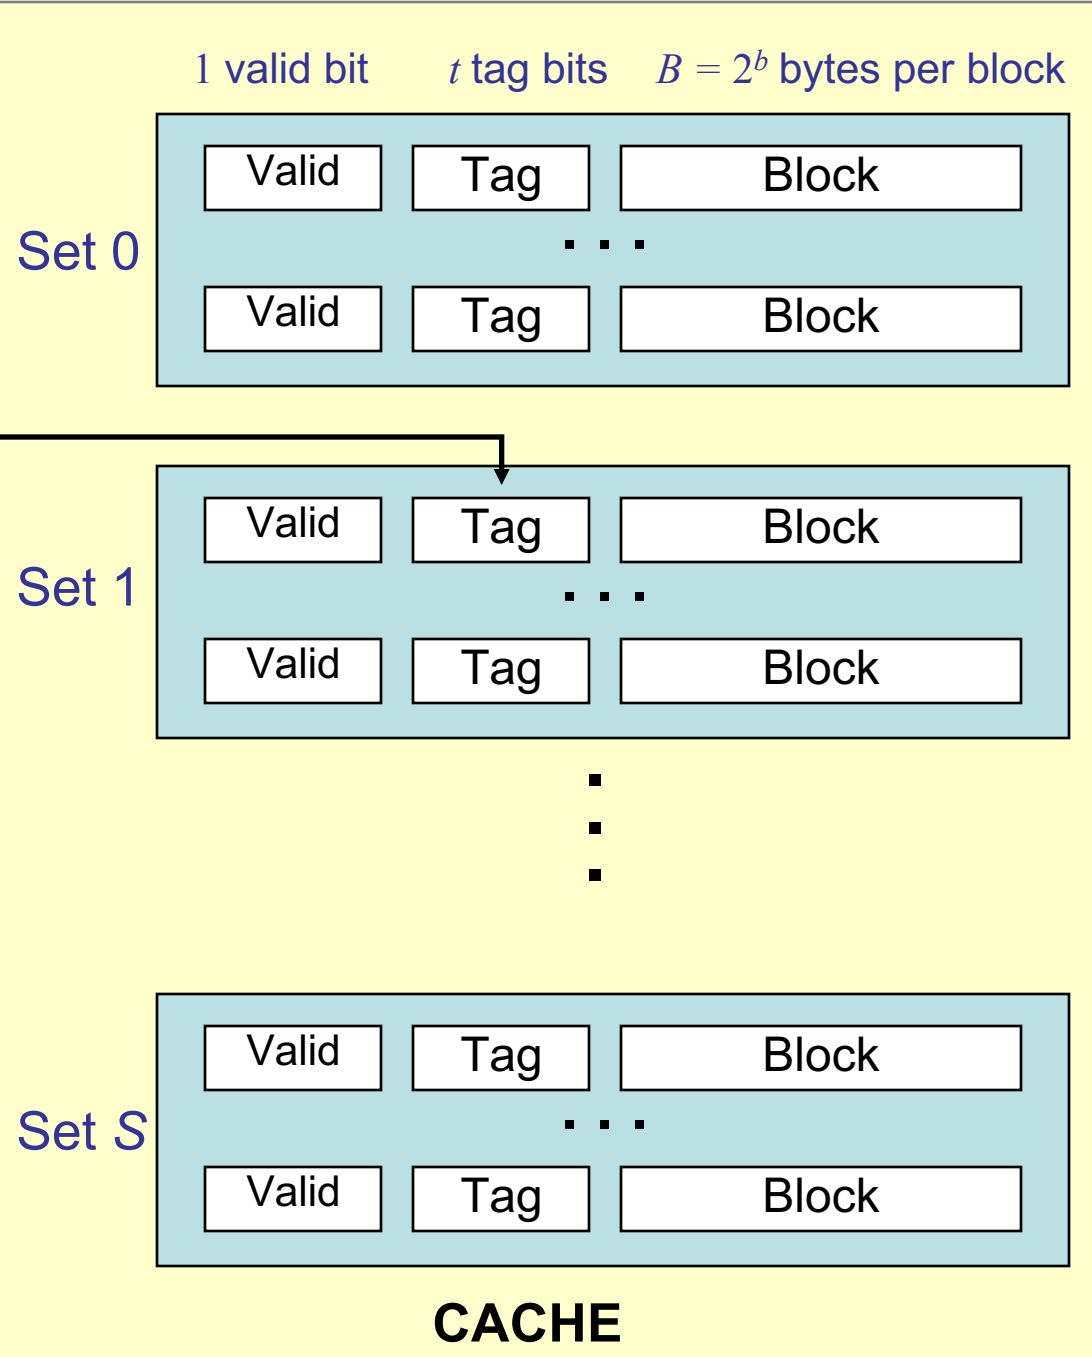 1 valid bit t tag bits B = 2ᵇ bytes per block
Valid Tag Block
Set 0
. . .
Valid Tag Block
Valid Tag Block
Set 1
. . .
Valid Tag Block
.
.
.
Valid Tag Block
Set S
. . .
Valid Tag Block
CACHE